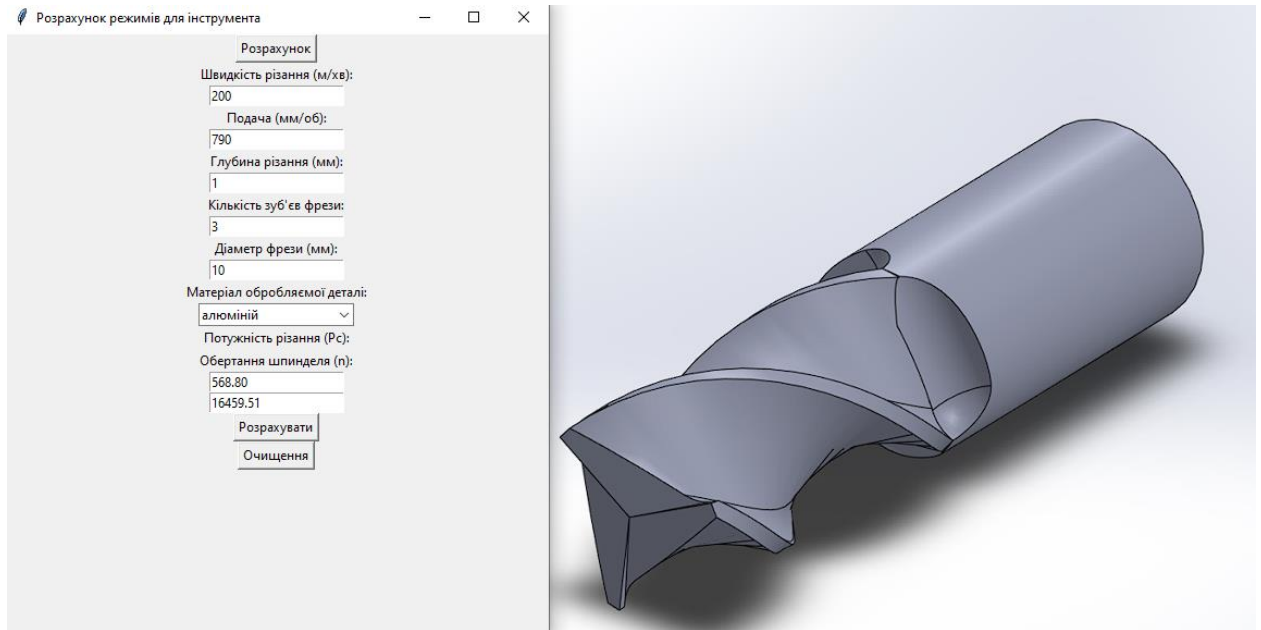 Розрахунок режимів для інструмента
Розрахунок
Швидкість різання (м/хв):
200
Подача (мм/об):
790
Глубина різання (мм):
1
Кількість зуб'єв фрези:
3
Діаметр фрези (мм):
10
Матеріал обробляємої деталі:
алюміній
Потужність різання (Pc):
Обертання шпинделя (n):
568.80
16459.51
Розрахувати
Очищення